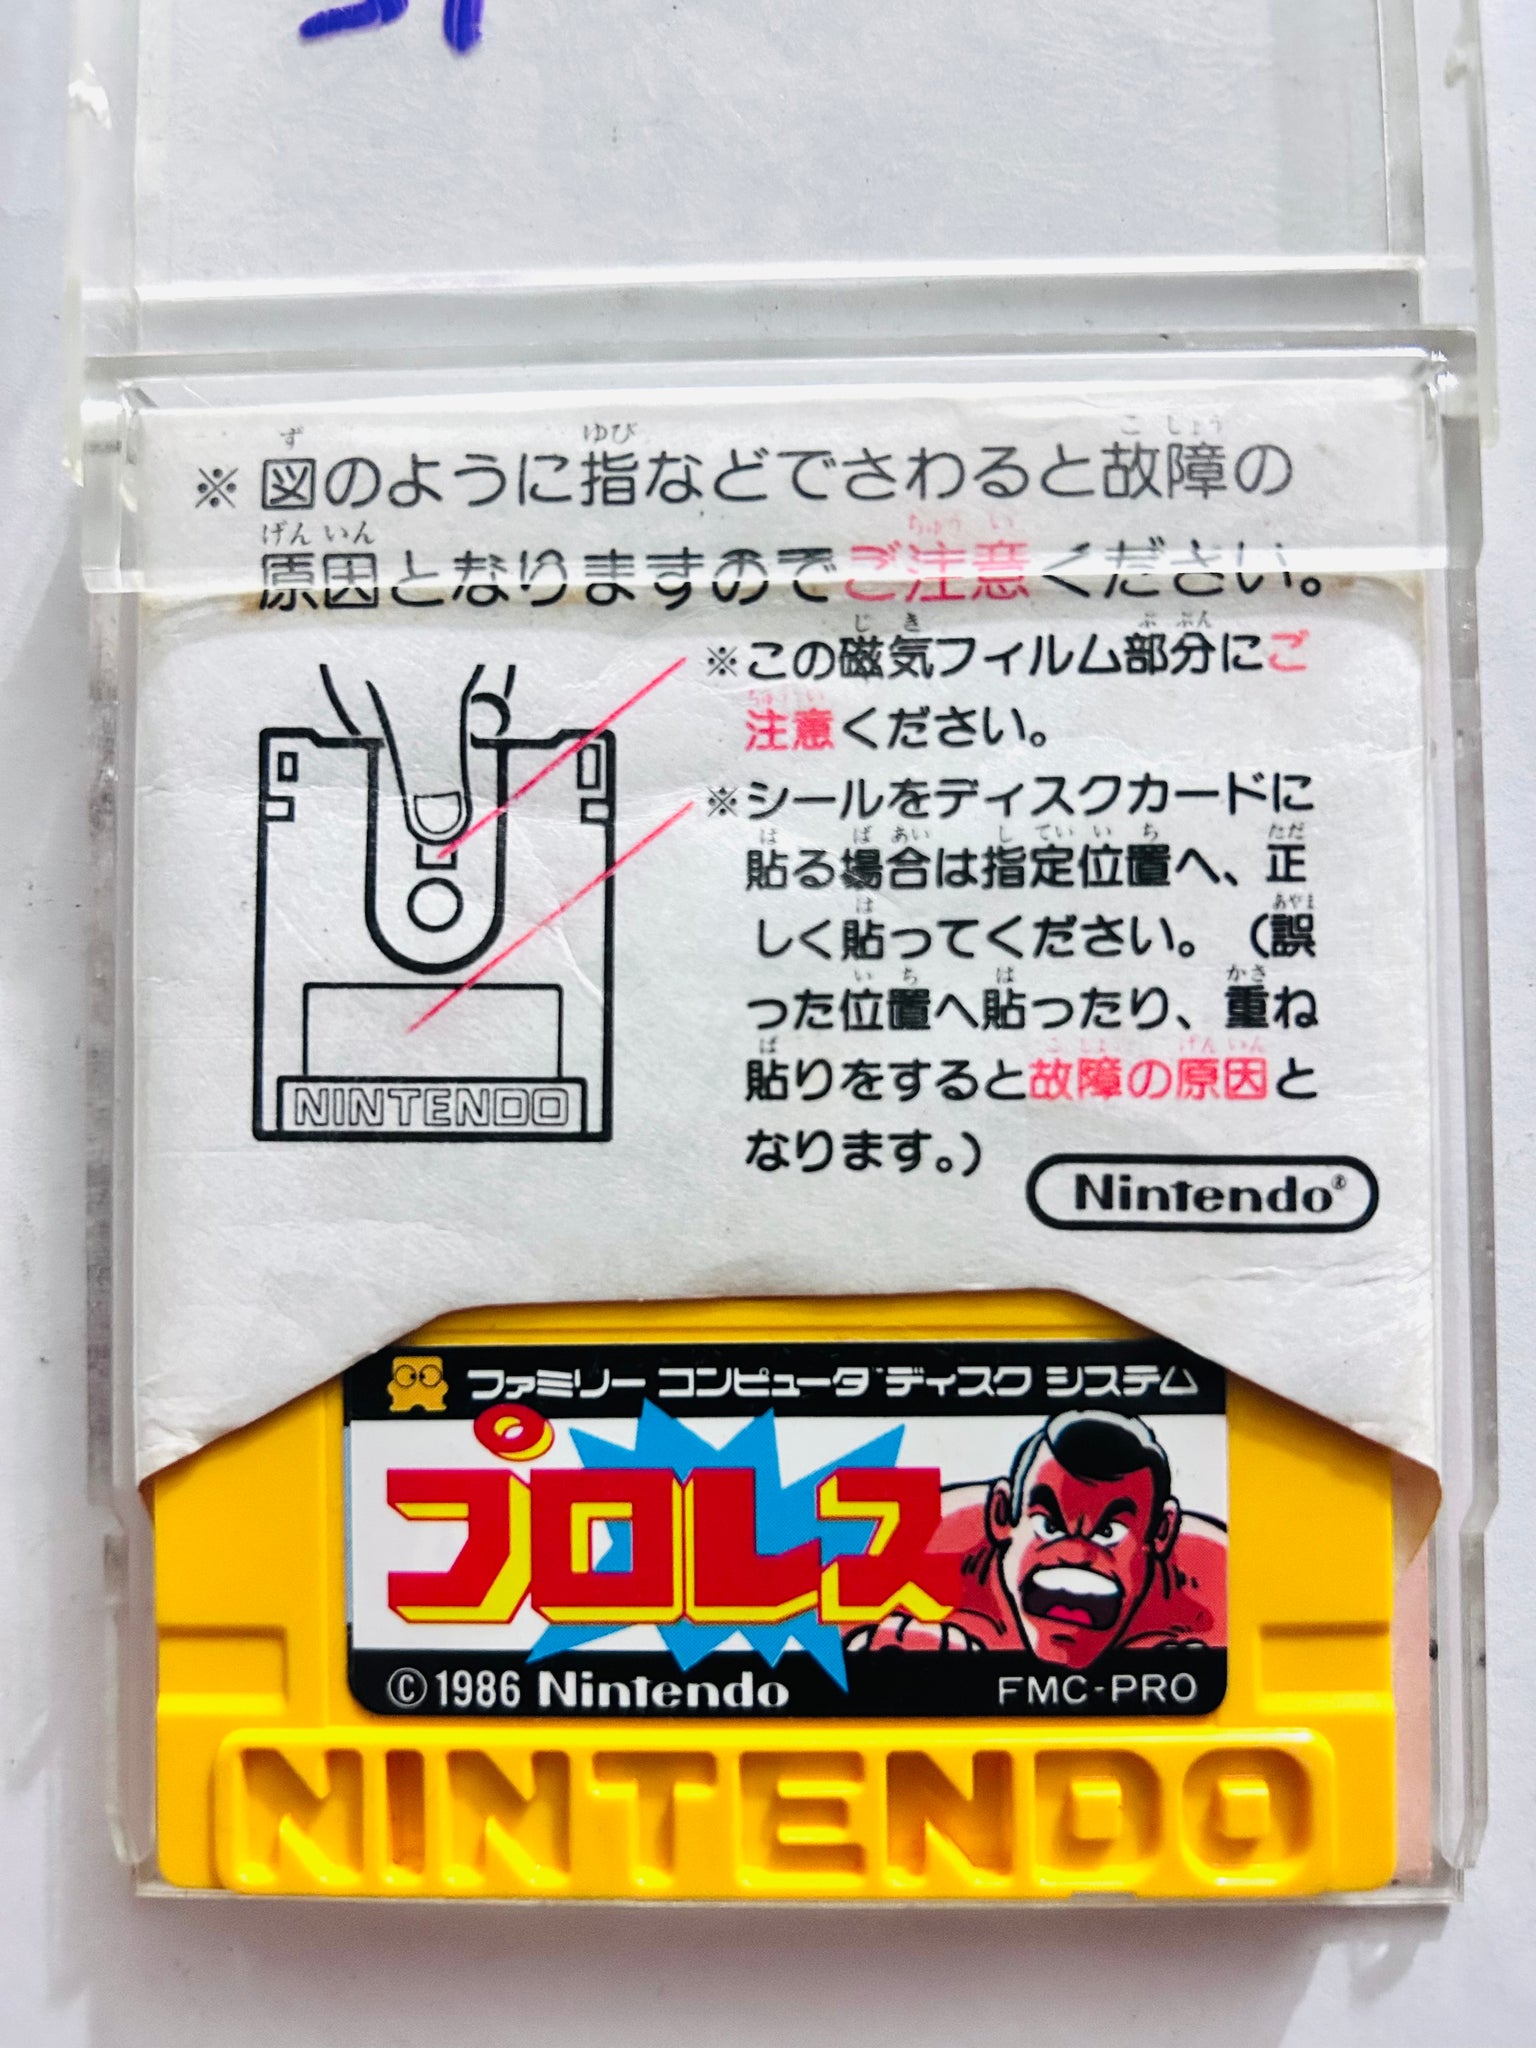 ※図のように指などでさわると故障の
原因となりますのでご注意ください。
※この磁気フィルム部分にご
注意ください。
※シールをディスクカードに
貼る場合は指定位置へ、正
しく貼ってください。（誤
った位置へ貼ったり、重ね
貼りをすると故障の原因と
なります。）
NINTENDO
Nintendo®
ファミリー コンピュータ ディスク システム
プロレス
©1986 Nintendo
FMC-PRO
NINTENDO